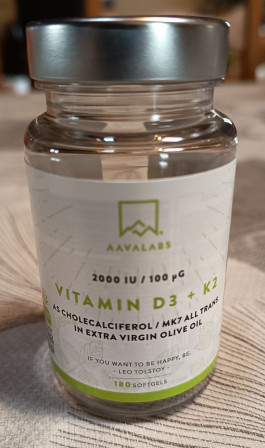 AAVALABS
2000 IU / 100 µG
VITAMIN D3 + K2
AS CHOLECALCIFEROL / MK7 ALL TRANS
IN EXTRA VIRGIN OLIVE OIL
IF YOU WANT TO BE HAPPY, BE.
- LEO TOLSTOY -
180 SOFTGELS